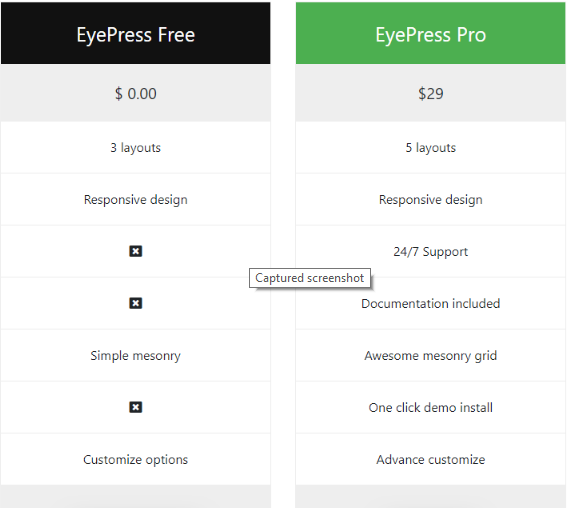 EyePress Free
$ 0.00
3 layouts
Responsive design
Simple mesonry
Customize options
EyePress Pro
$29
5 layouts
Responsive design
24/7 Support
Documentation included
Awesome mesonry grid
One click demo install
Advance customize
Captured screenshot